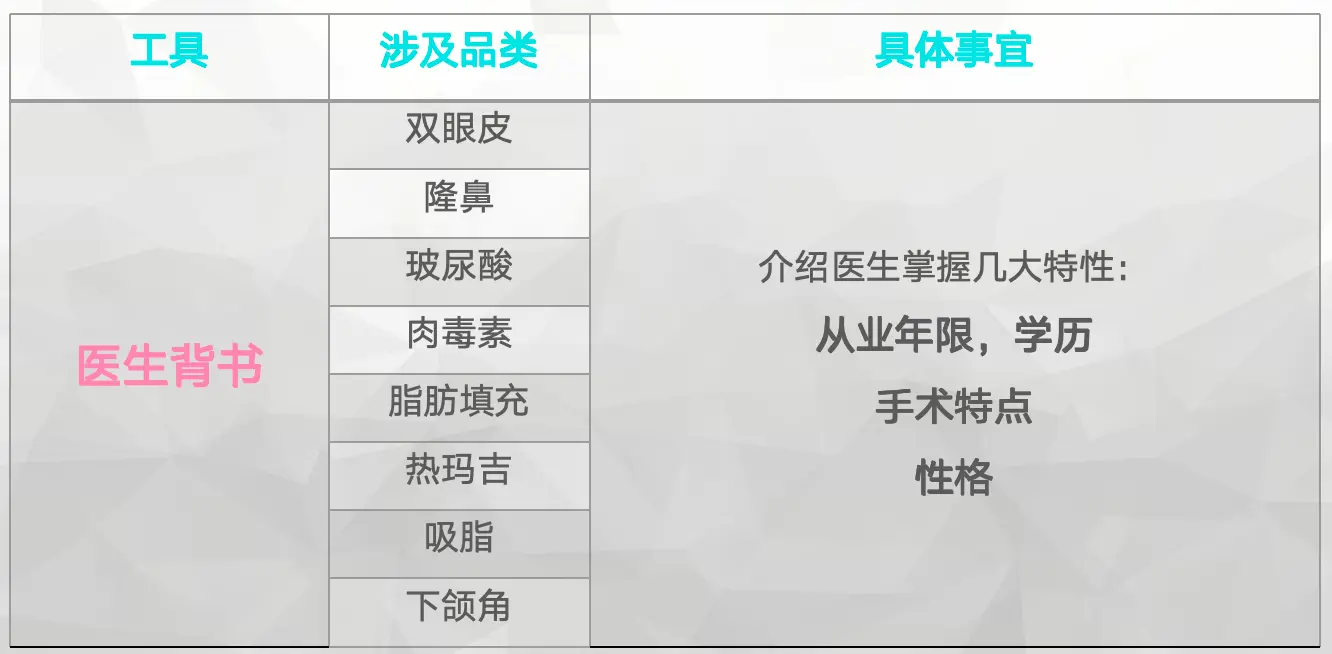 工具
涉及品类
具体事宜
医生背书
双眼皮
隆鼻
玻尿酸
肉毒素
脂肪填充
热玛吉
吸脂
下颌角
介绍医生掌握几大特性：
从业年限，学历
手术特点
性格